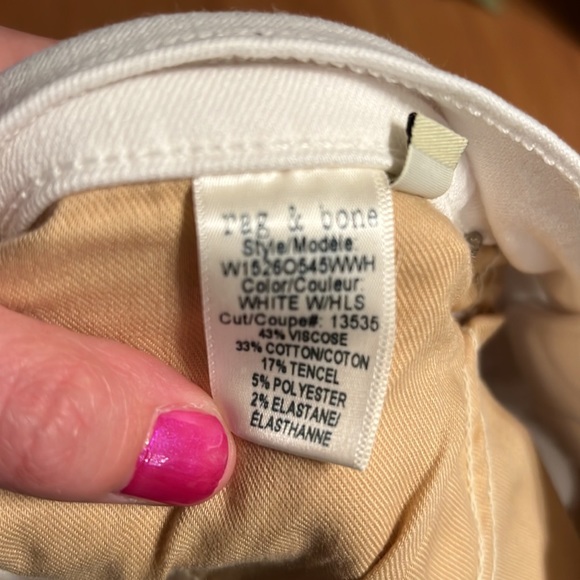 rag & bone
Style/Modèle:
W1526O545WWH
Color/Couleur:
WHITE W/HLS
Cut/Coupe#: 13535
43% VISCOSE
33% COTTON/COTON
17% TENCEL
5% POLYESTER
2% ELASTANE/
ÉLASTHANNE